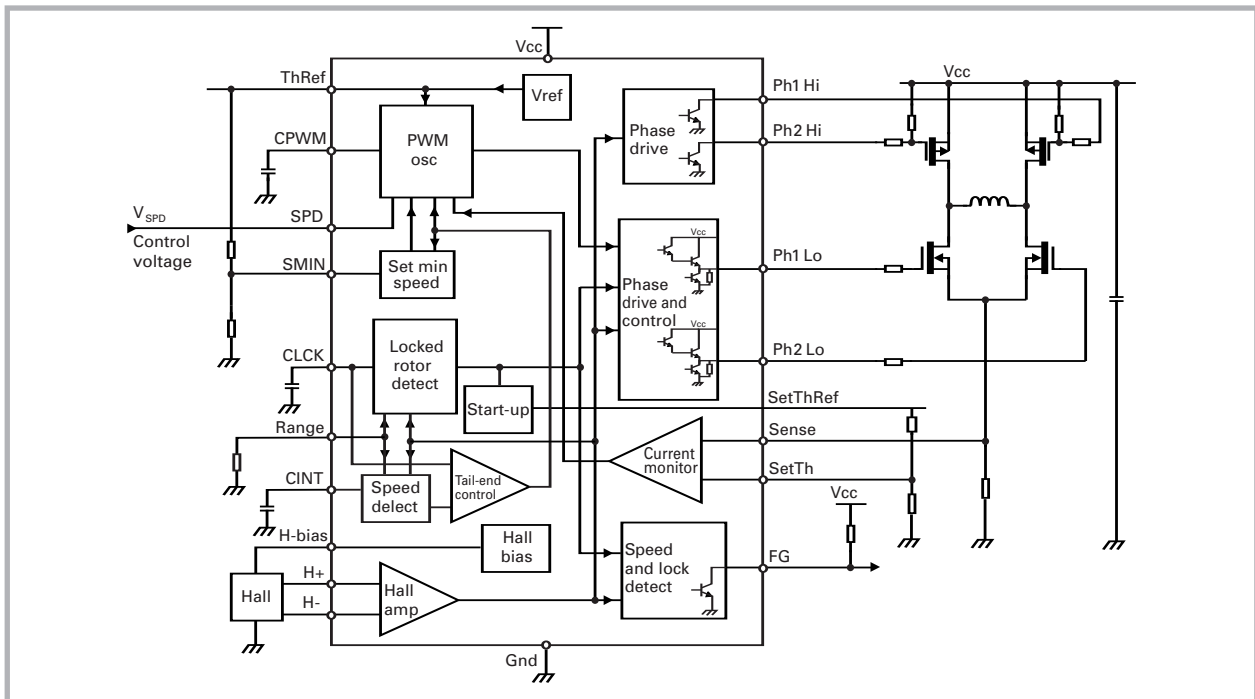 Vcc
ThRef
Vref
CPWM
PWM
osc
V SPD
Control
voltage
SPD
SMIN
Set min
speed
CLCK
Locked
rotor
detect
Start-up
Range
CINT
Speed
delect
Tail-end
control
H-bias
Hall
bias
Hall
H+
H-
Hall
amp
Gnd
Phase
drive
Ph1 Hi
Ph2 Hi
Vcc
Phase
drive and
control
Vcc
Vcc
Ph1 Lo
Ph2 Lo
SetThRef
Sense
SetTh
Current
monitor
Vcc
Speed
and lock
detect
FG